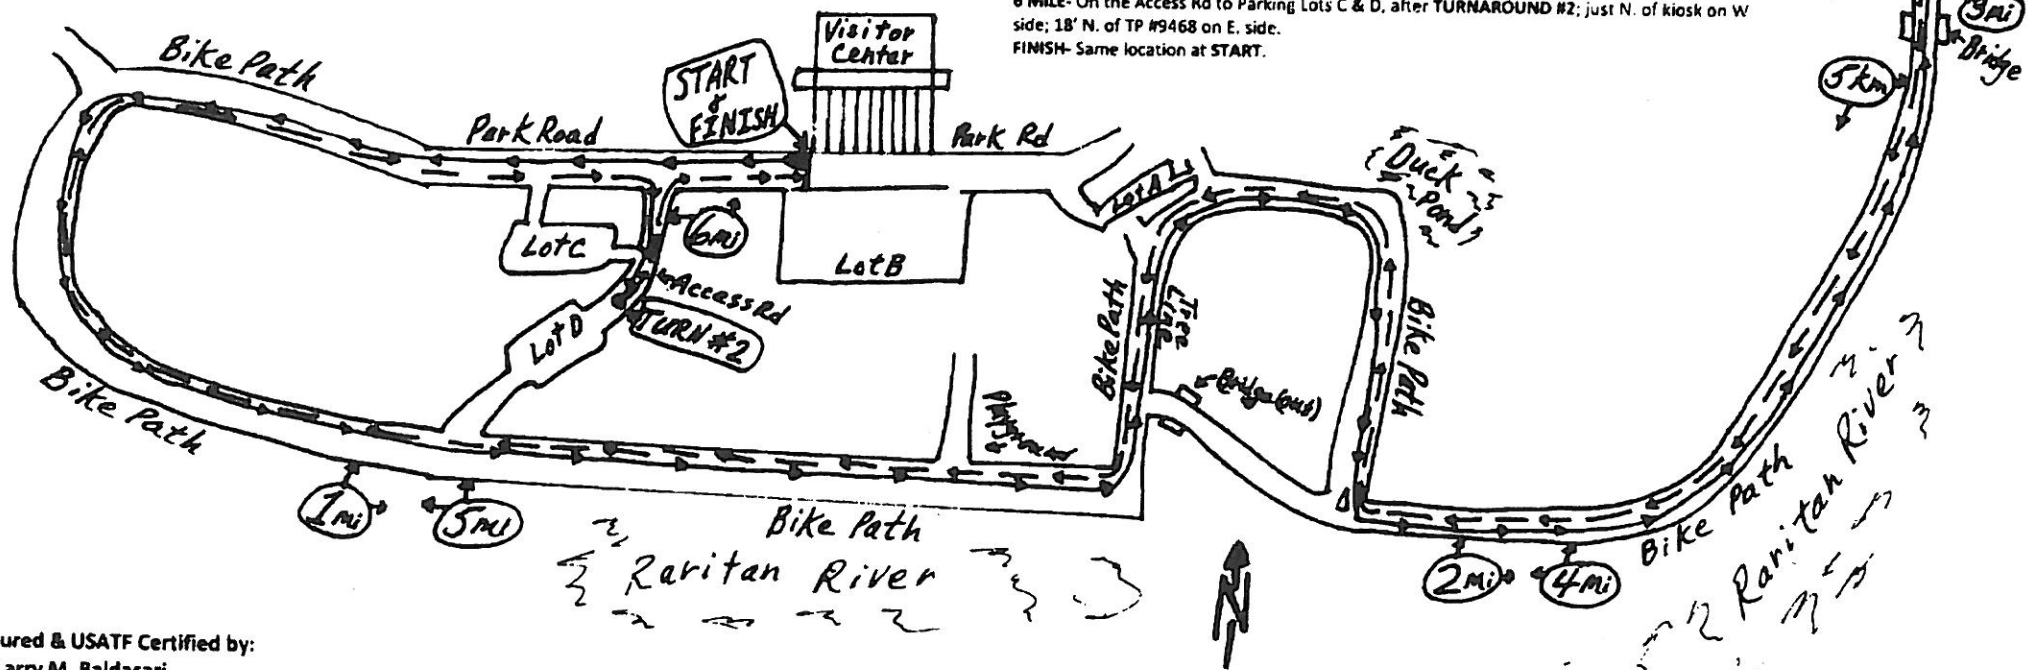 6 MILE- On the Access Rd to Parking Lots C & D, after TURNAROUND #2; just N. of kiosk on W
side; 18' N. of TP #9468 on E. side.
FINISH- Same location at START.
3mi
Bridge
5km
Visitor
Center
START
&
FINISH
Bike Path
Park Road
Park Rd
Duck
Pond
Lot A
6mi
Lot C
Lot B
Access Rd
TURN #2
Lot D
Bike Path
Tree
Line
Bike Path
Bridge (out)
Playground
Bike Path
1mi
5mi
Bike Path
Raritan River
N
2mi
4mi
Bike Path
Raritan River
ured & USATF Certified by:
arry M. Baldasari